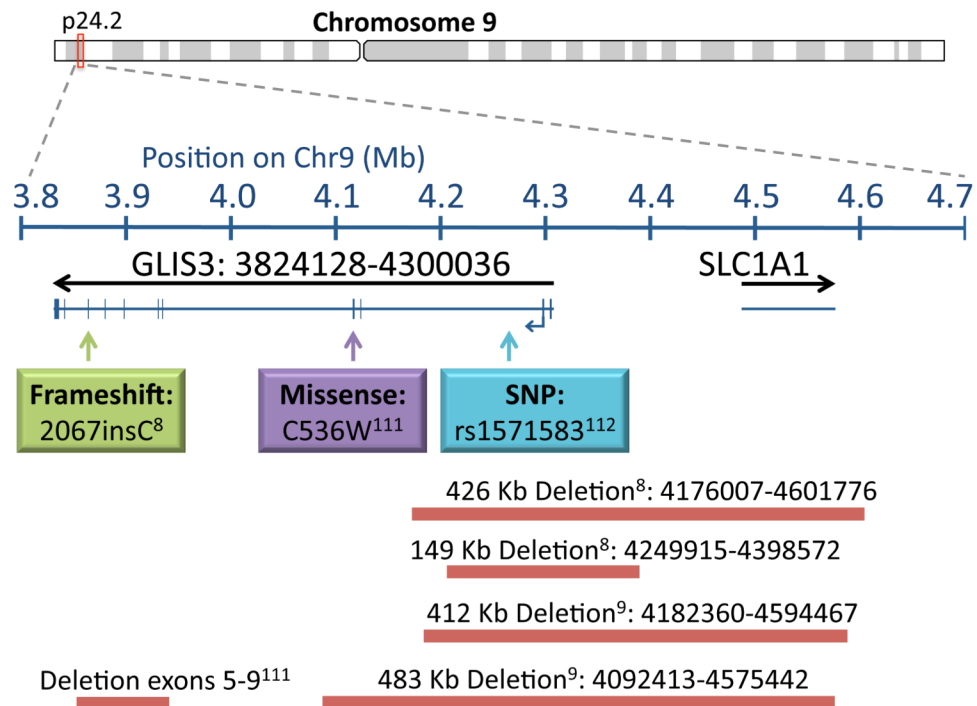 Chromosome 9
p24.2
Position on Chr9 (Mb)
3.8 3.9 4.0 4.1 4.2 4.3 4.4 4.5 4.6 4.7
GLIS3: 3824128-4300036
SLC1A1
Frameshift:
2067insC⁸
Missense:
C536W¹¹¹
SNP:
rs1571583¹¹²
426 Kb Deletion⁸: 4176007-4601776
149 Kb Deletion⁸: 4249915-4398572
412 Kb Deletion⁹: 4182360-4594467
Deletion exons 5-9¹¹¹
483 Kb Deletion⁹: 4092413-4575442